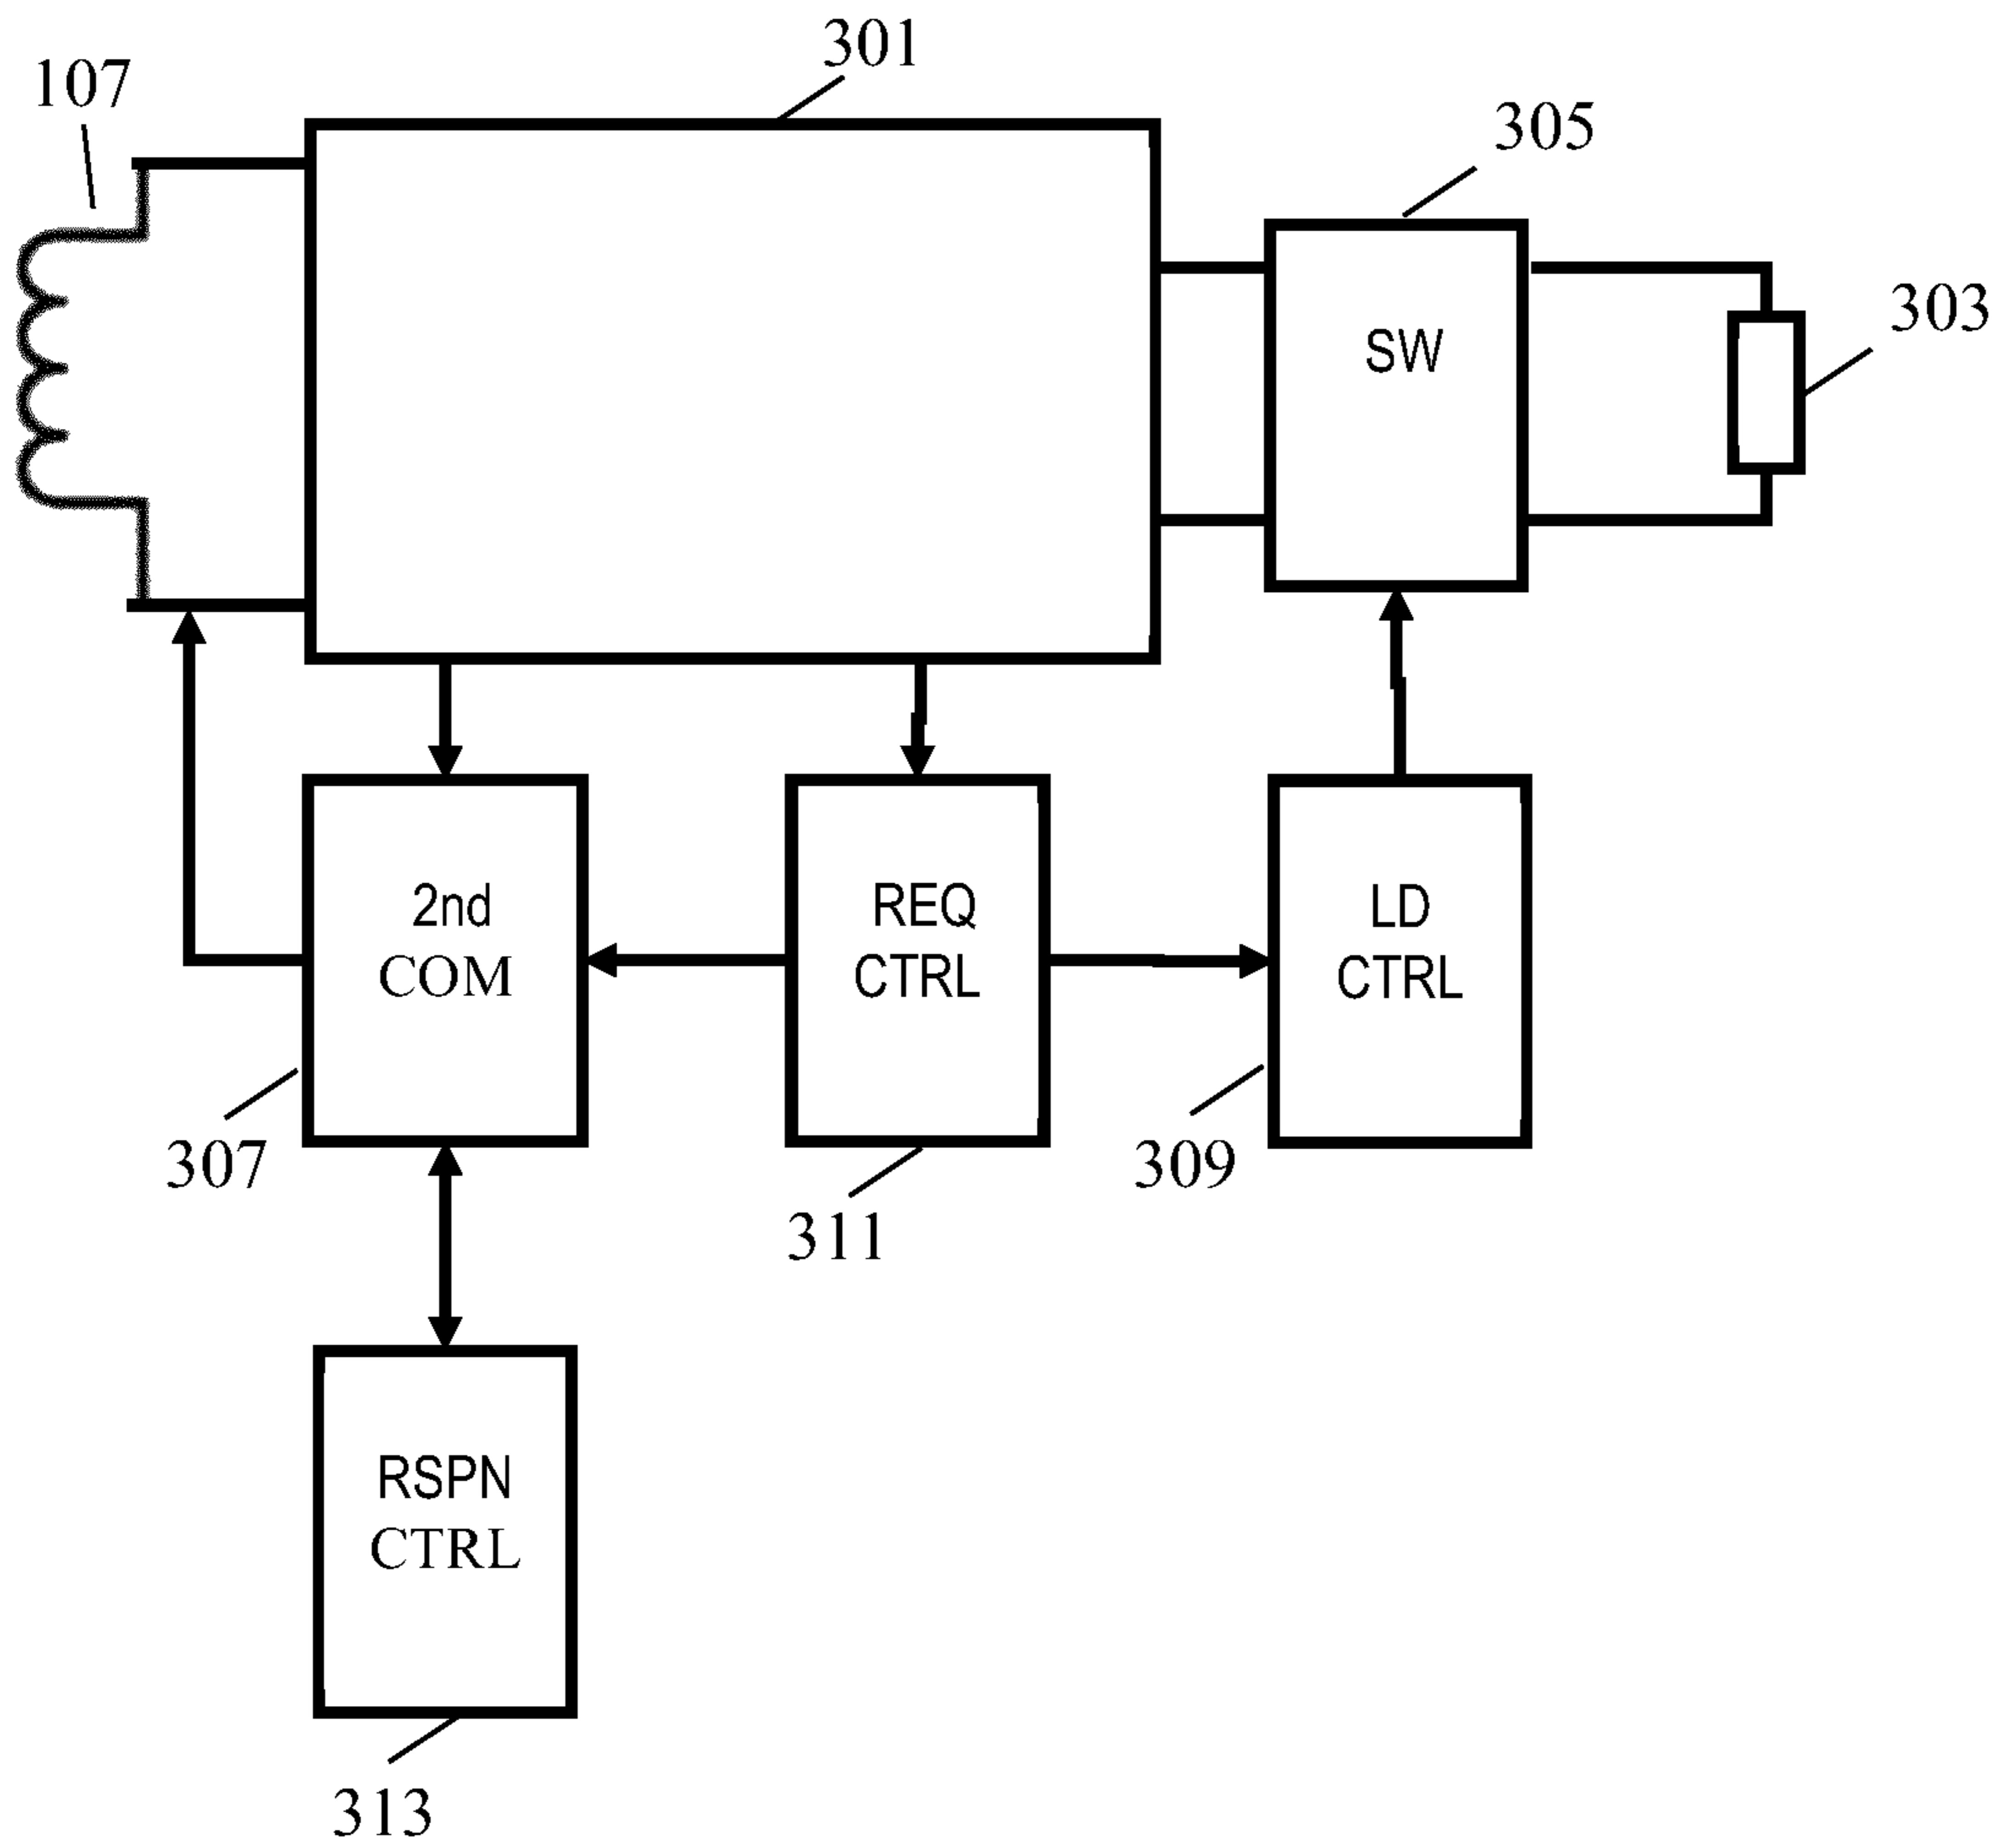 301
107
305
303
SW
2nd
COM
REQ
CTRL
LD
CTRL
307
311
309
RSPN
CTRL
313